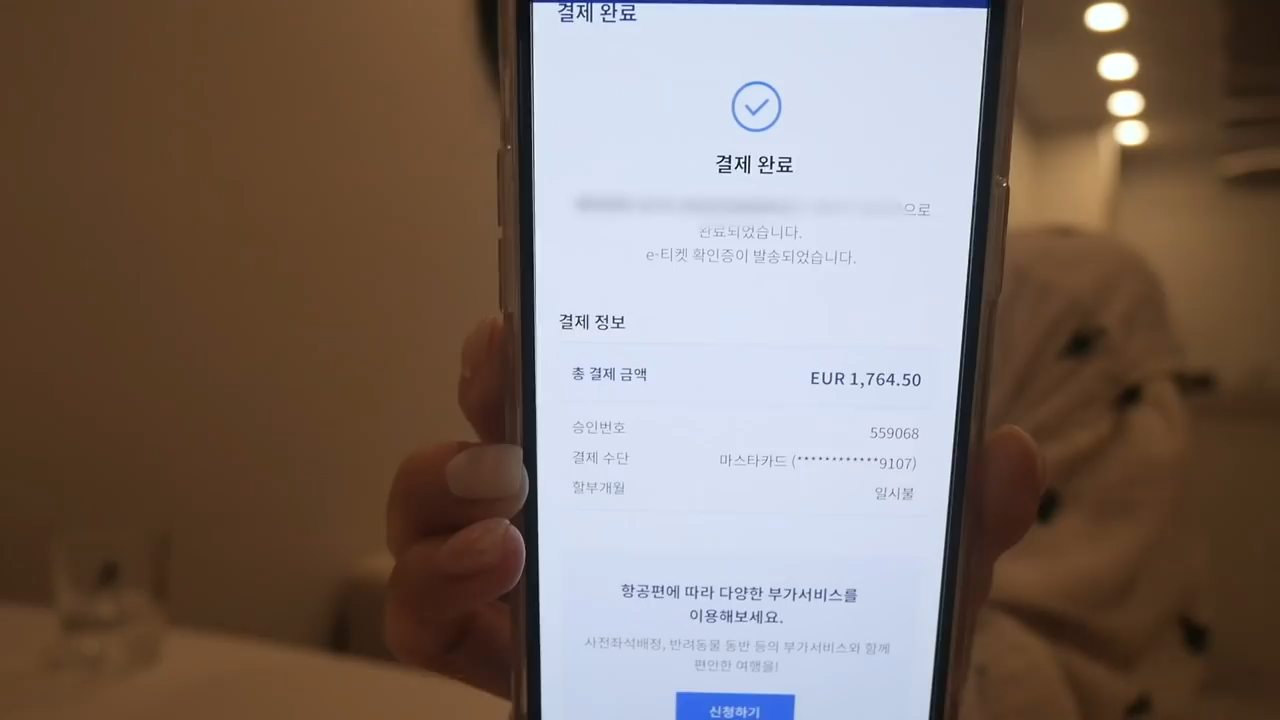 결제 완료
결제 완료
으로
완료되었습니다.
e-티켓 확인증이 발송되었습니다.
결제 정보
총 결제 금액 EUR 1,764.50
승인번호 559068
결제 수단 마스타카드 (************9107)
할부개월 일시불
항공편에 따라 다양한 부가서비스를
이용해보세요.
사전좌석배정, 반려동물 동반 등의 부가서비스와 함께
편안한 여행을!
신청하기